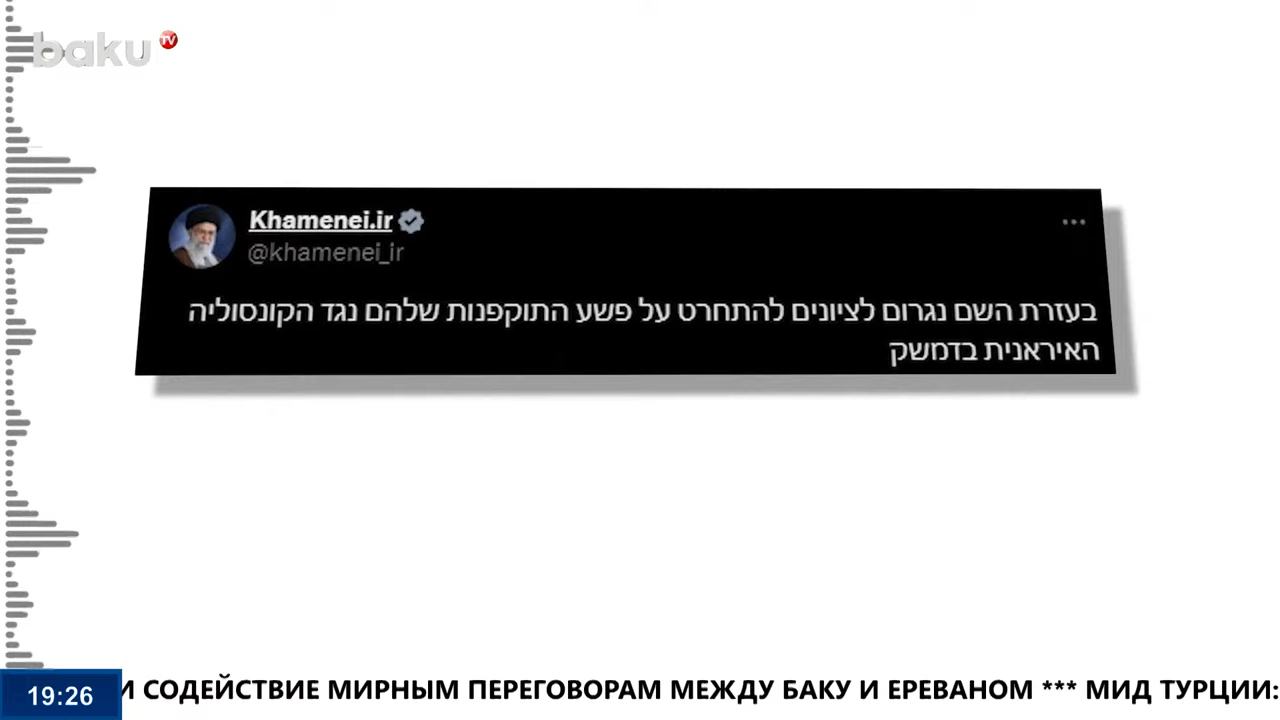 baku TV
Khamenei.ir
@khamenei_ir
בעזרת השם נגרום לציונים להתחרט על פשע התוקפנות שלהם נגד הקונסוליה
האיראנית בדמשק
19:26
И СОДЕЙСТВИЕ МИРНЫМ ПЕРЕГОВОРАМ МЕЖДУ БАКУ И ЕРЕВАНОМ *** МИД ТУРЦИИ: